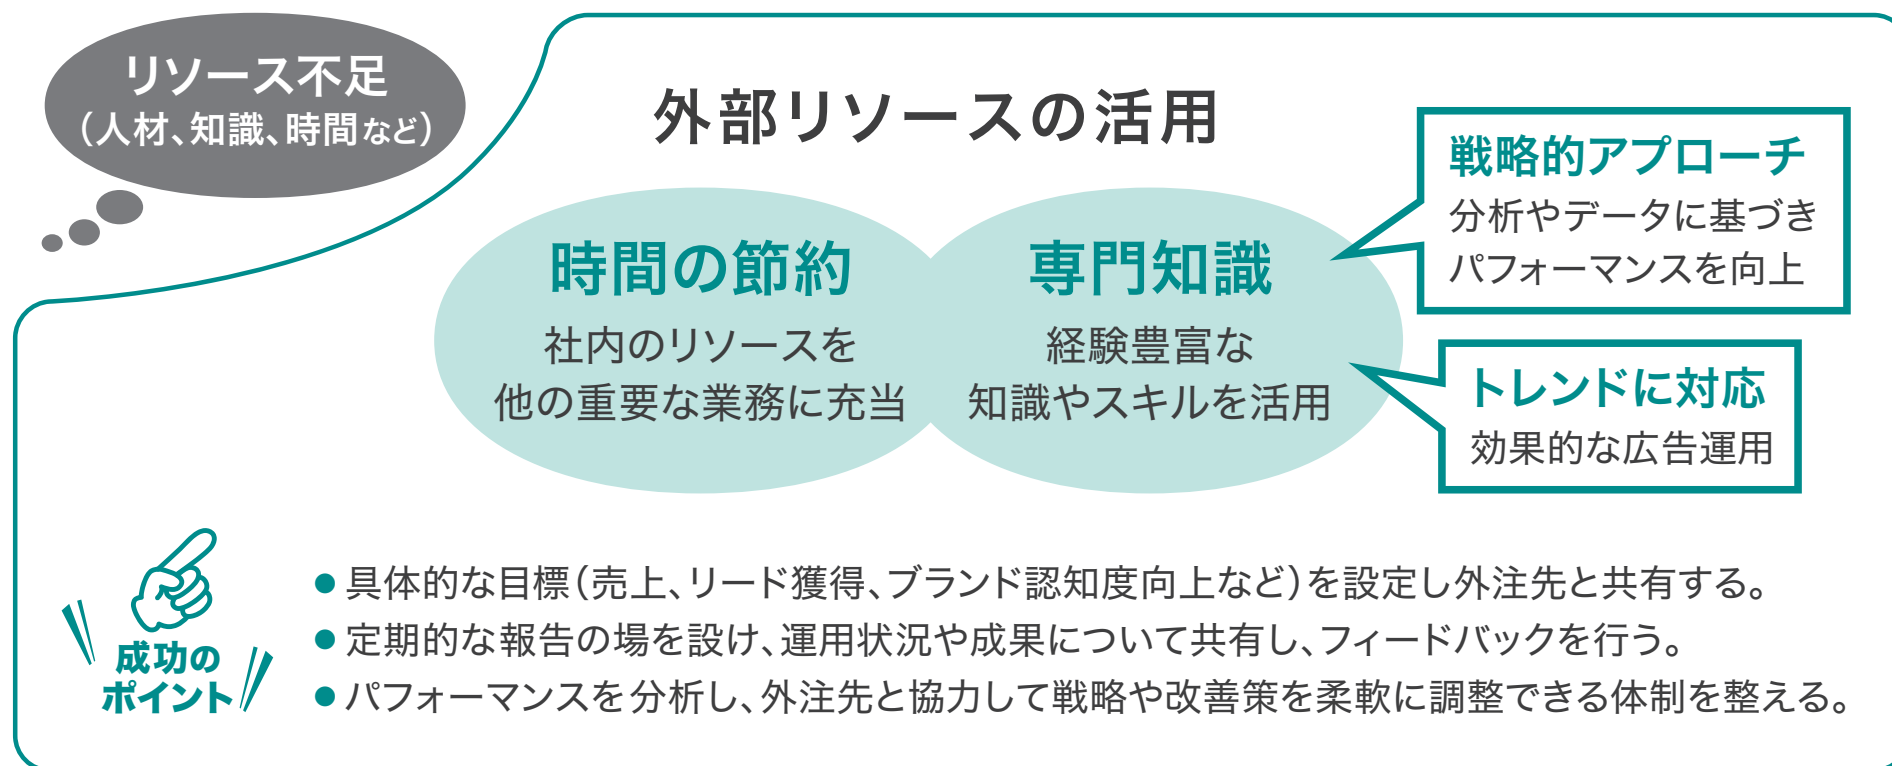 リソース不足
（人材、知識、時間など）
外部リソースの活用
時間の節約
社内のリソースを
他の重要な業務に充当
専門知識
経験豊富な
知識やスキルを活用
戦略的アプローチ
分析やデータに基づき
パフォーマンスを向上
トレンドに対応
効果的な広告運用
成功の
ポイント
●具体的な目標（売上、リード獲得、ブランド認知度向上など）を設定し外注先と共有する。
●定期的な報告の場を設け、運用状況や成果について共有し、フィードバックを行う。
●パフォーマンスを分析し、外注先と協力して戦略や改善策を柔軟に調整できる体制を整える。